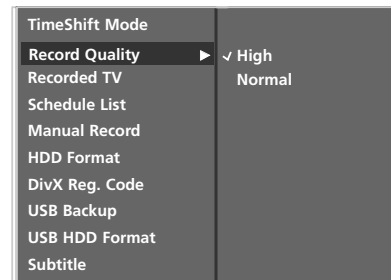 TimeShift Mode
Record Quality ▶ ✓ High
Recorded TV Normal
Schedule List
Manual Record
HDD Format
DivX Reg. Code
USB Backup
USB HDD Format
Subtitle